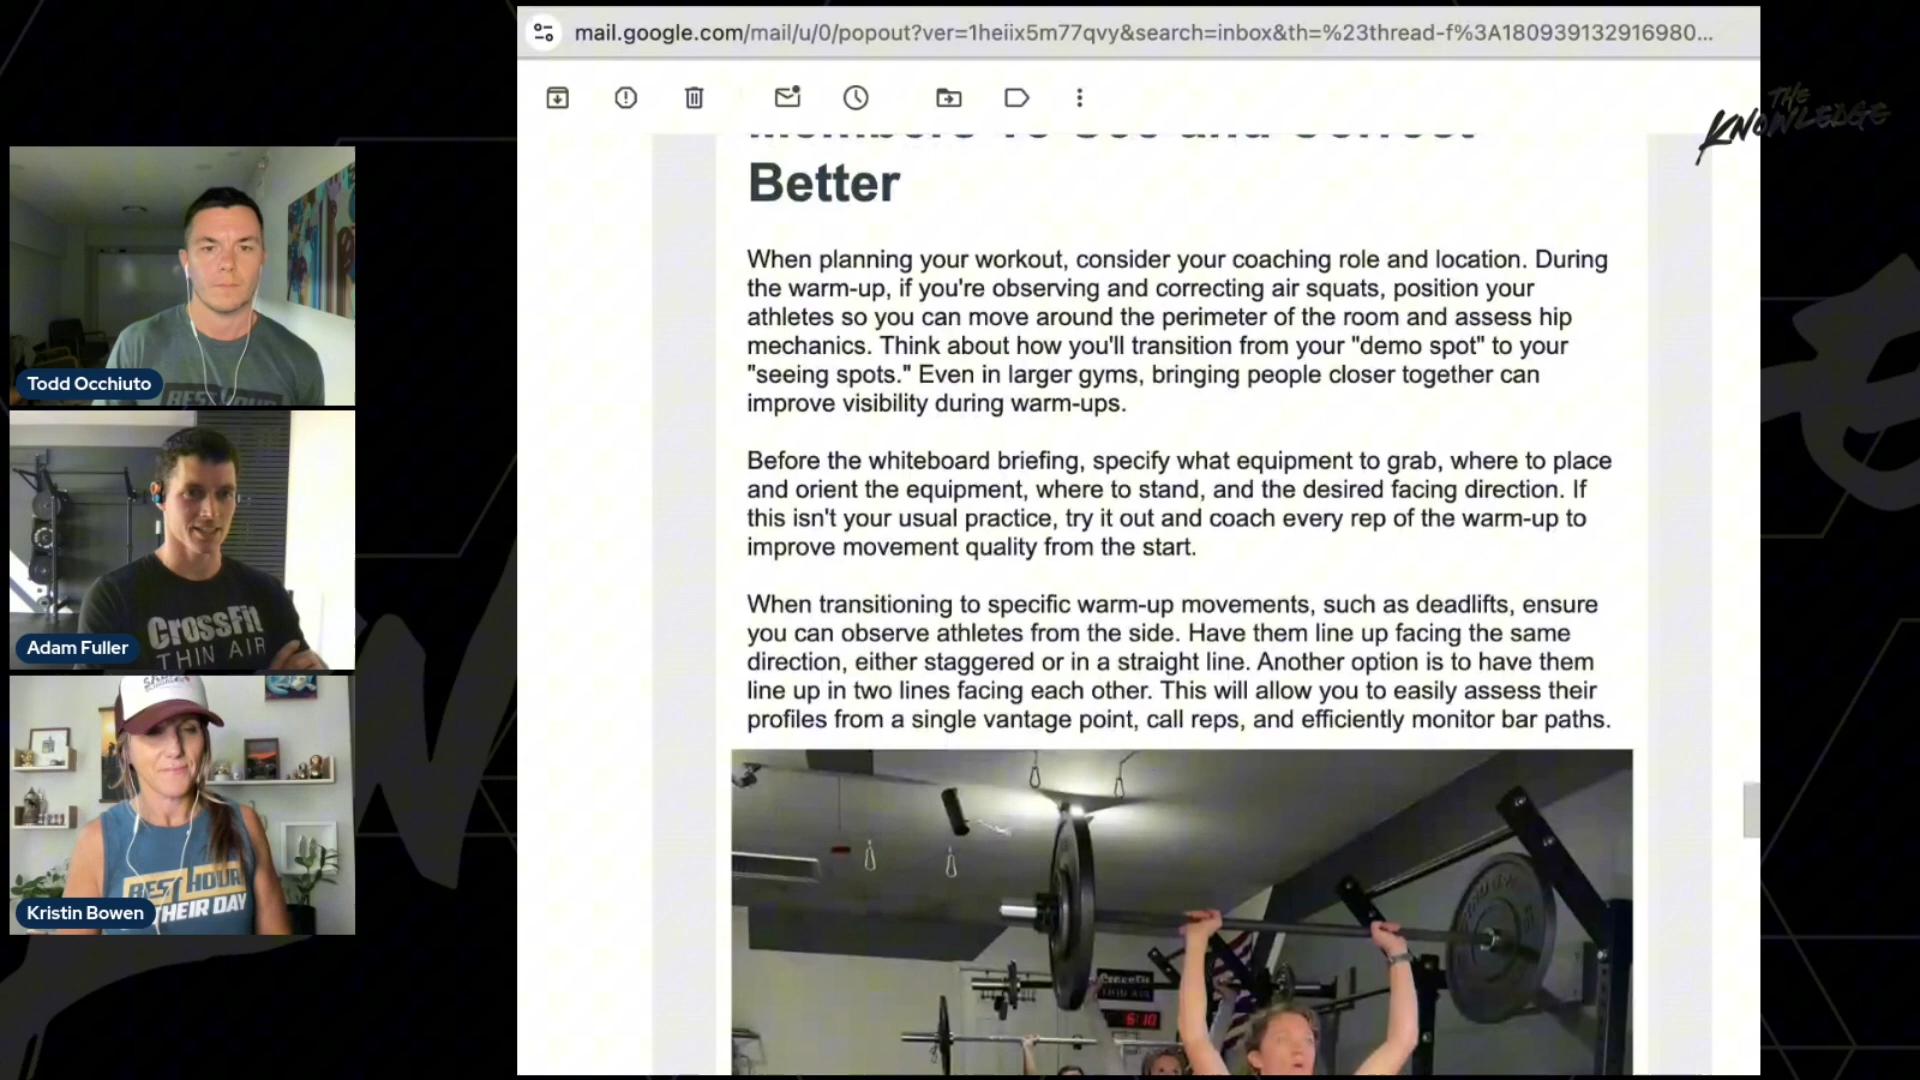 mail.google.com/mail/u/0/popout?ver=1heiix5m77qvy&search=inbox&th=%23thread-f%3A180939132916980...
THE
KNOWLEDGE
Members To See and Correct
Better
When planning your workout, consider your coaching role and location. During
the warm-up, if you're observing and correcting air squats, position your
athletes so you can move around the perimeter of the room and assess hip
mechanics. Think about how you'll transition from your "demo spot" to your
"seeing spots." Even in larger gyms, bringing people closer together can
improve visibility during warm-ups.
Before the whiteboard briefing, specify what equipment to grab, where to place
and orient the equipment, where to stand, and the desired facing direction. If
this isn't your usual practice, try it out and coach every rep of the warm-up to
improve movement quality from the start.
When transitioning to specific warm-up movements, such as deadlifts, ensure
you can observe athletes from the side. Have them line up facing the same
direction, either staggered or in a straight line. Another option is to have them
line up in two lines facing each other. This will allow you to easily assess their
profiles from a single vantage point, call reps, and efficiently monitor bar paths.
CrossFit
THIN AIR
6:10
BEST HOUR
Todd Occhiuto
CrossFit
THIN AIR
Adam Fuller
BEST HOUR
THEIR DAY
Kristin Bowen